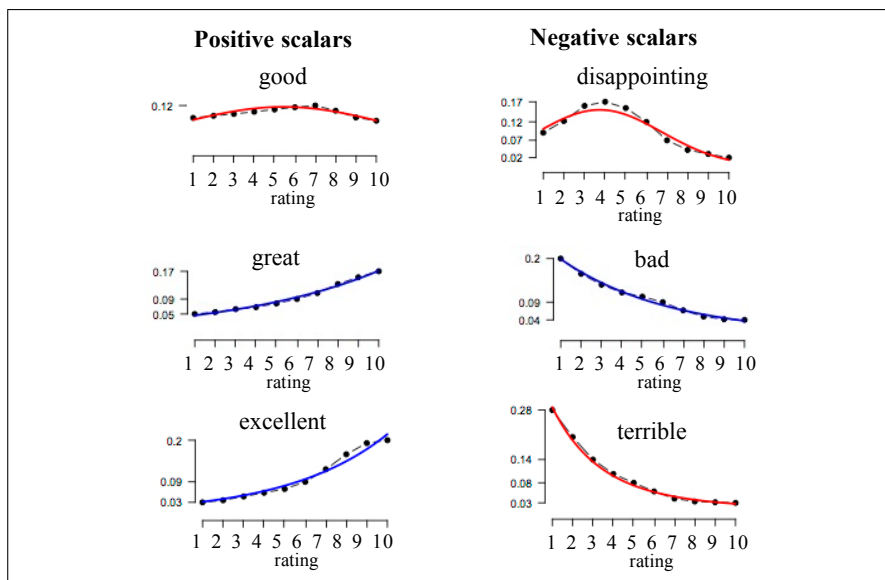 Positive scalars
Negative scalars
good
disappointing
0.12
0.17
0.12
0.07
0.02
1 2 3 4 5 6 7 8 9 10
rating
1 2 3 4 5 6 7 8 9 10
rating
great
bad
0.17
0.09
0.05
0.2
0.09
0.04
1 2 3 4 5 6 7 8 9 10
rating
1 2 3 4 5 6 7 8 9 10
rating
excellent
terrible
0.2
0.09
0.03
0.28
0.14
0.08
0.03
1 2 3 4 5 6 7 8 9 10
rating
1 2 3 4 5 6 7 8 9 10
rating